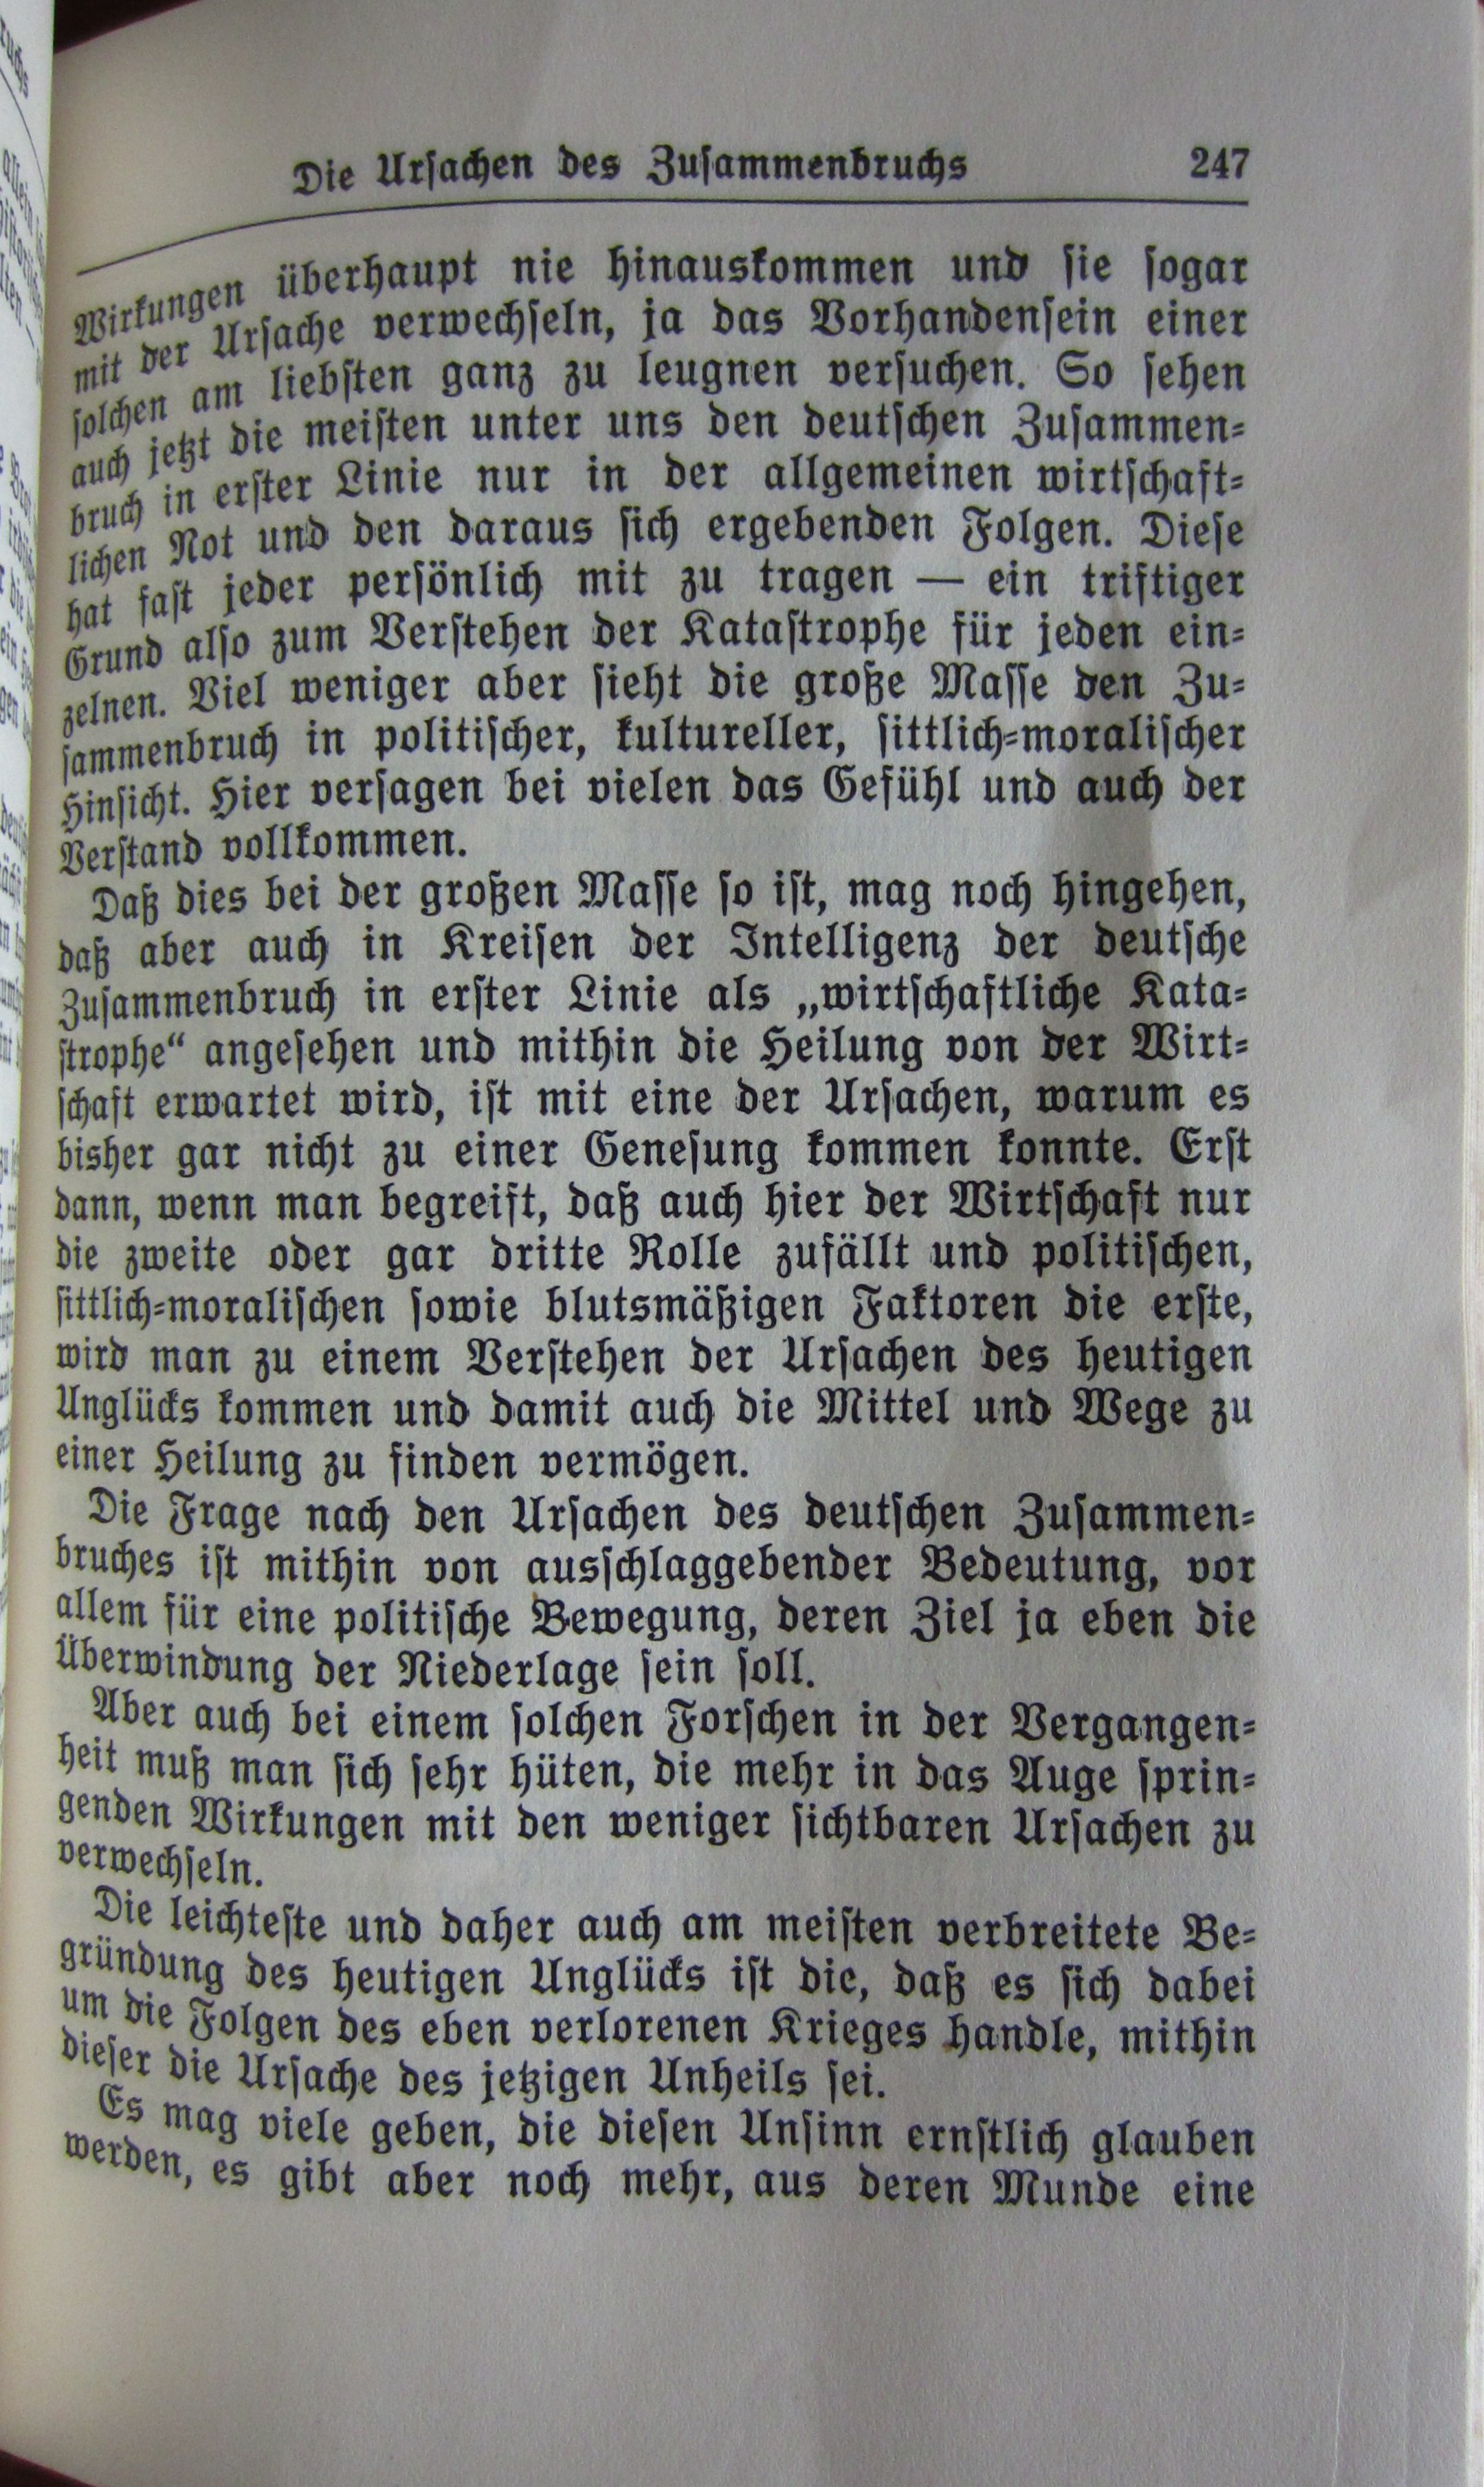 Die Ursachen des Zusammenbruchs 247
Wirkungen überhaupt nie hinauskommen und sie sogar
mit der Ursache verwechseln, ja das Vorhandensein einer
solchen am liebsten ganz zu leugnen versuchen. So sehen
auch jetzt die meisten unter uns den deutschen Zusammen-
bruch in erster Linie nur in der allgemeinen wirtschaft-
lichen Not und den daraus sich ergebenden Folgen. Diese
hat fast jeder persönlich mit zu tragen — ein triftiger
Grund also zum Verstehen der Katastrophe für jeden ein-
zelnen. Viel weniger aber sieht die große Masse den Zu-
sammenbruch in politischer, kultureller, sittlich-moralischer
Hinsicht. Hier versagen bei vielen das Gefühl und auch der
Verstand vollkommen.
Daß dies bei der großen Masse so ist, mag noch hingehen,
daß aber auch in Kreisen der Intelligenz der deutsche
Zusammenbruch in erster Linie als „wirtschaftliche Kata-
strophe“ angesehen und mithin die Heilung von der Wirt-
schaft erwartet wird, ist mit eine der Ursachen, warum es
bisher gar nicht zu einer Genesung kommen konnte. Erst
dann, wenn man begreift, daß auch hier der Wirtschaft nur
die zweite oder gar dritte Rolle zufällt und politischen,
sittlich-moralischen sowie blutsmäßigen Faktoren die erste,
wird man zu einem Verstehen der Ursachen des heutigen
Unglücks kommen und damit auch die Mittel und Wege zu
einer Heilung zu finden vermögen.
Die Frage nach den Ursachen des deutschen Zusammen-
bruches ist mithin von ausschlaggebender Bedeutung, vor
allem für eine politische Bewegung, deren Ziel ja eben die
Überwindung der Niederlage sein soll.
Aber auch bei einem solchen Forschen in der Vergangen-
heit muß man sich sehr hüten, die mehr in das Auge sprin-
genden Wirkungen mit den weniger sichtbaren Ursachen zu
verwechseln.
Die leichteste und daher auch am meisten verbreitete Be-
gründung des heutigen Unglücks ist die, daß es sich dabei
um die Folgen des eben verlorenen Krieges handle, mithin
dieser die Ursache des jetzigen Unheils sei.
Es mag viele geben, die diesen Unsinn ernstlich glauben
werden, es gibt aber noch mehr, aus deren Munde eine